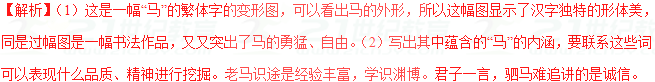 【解析】（1）这是一幅“马”的繁体字的变形图，可以看出马的外形，所以这幅图显示了汉字独特的形体美，
同是过幅图是一幅书法作品，又又突出了马的勇猛、自由。（2）写出其中蕴含的“马”的内涵，要联系这些词
可以表现什么品质、精神进行挖掘。老马识途是经验丰富，学识渊博。君子一言，驷马难追讲的是诚信。